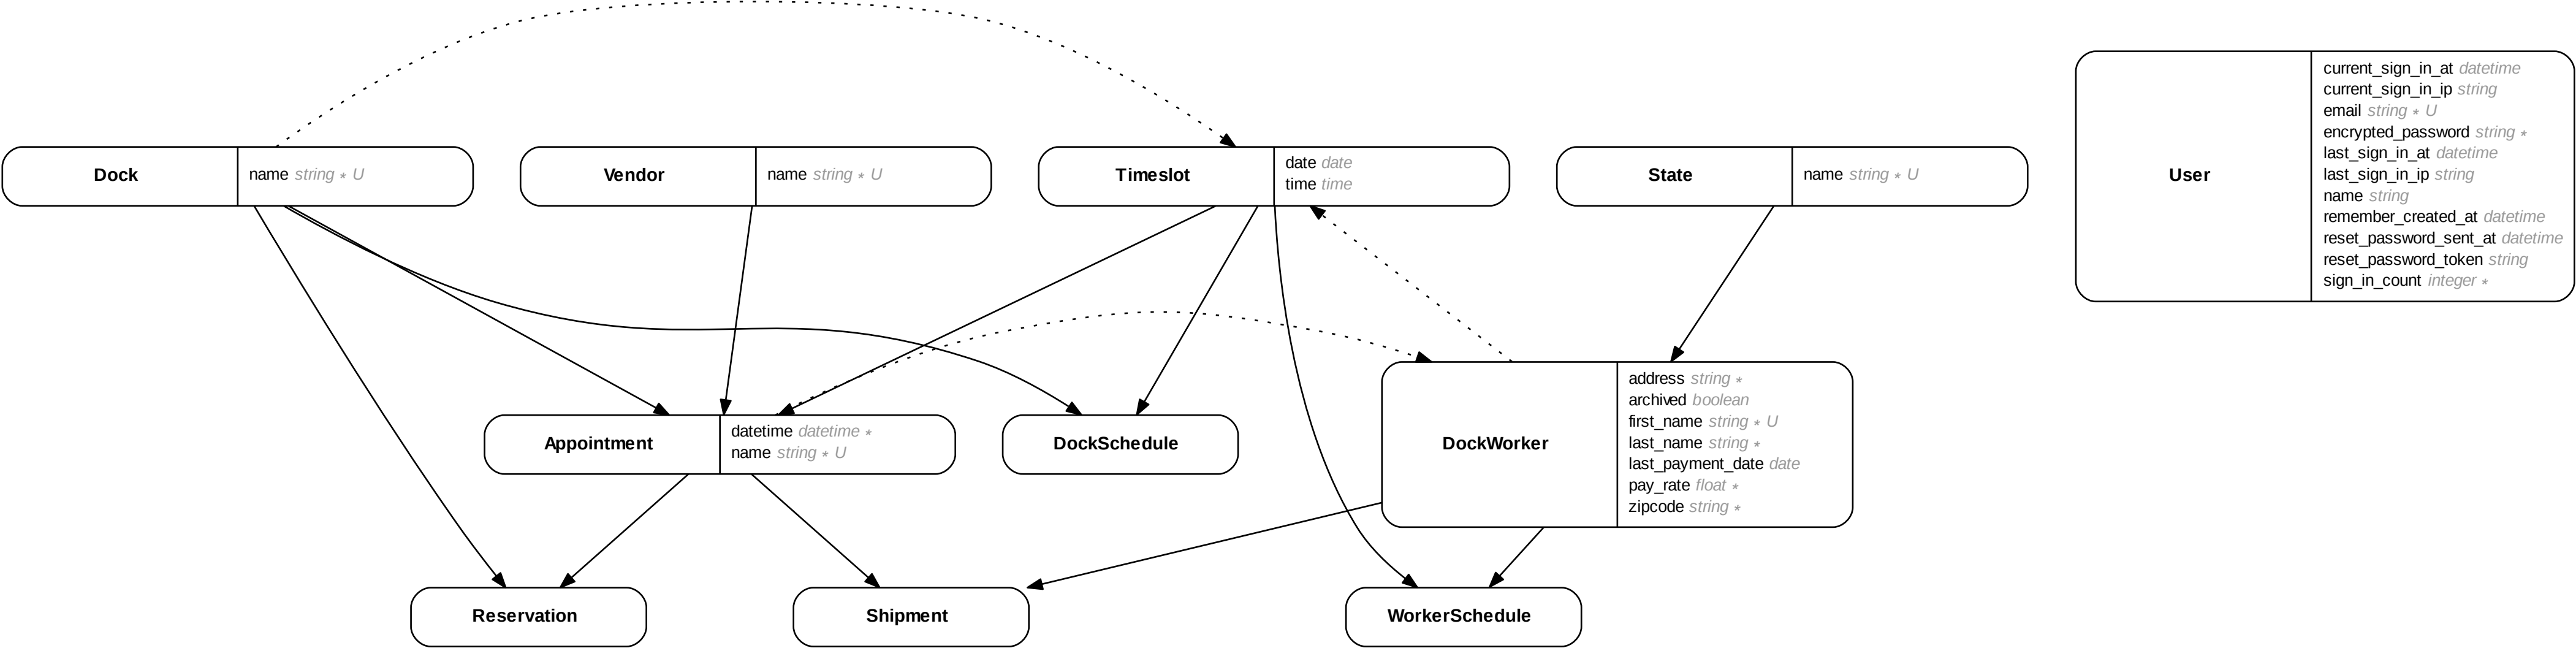 Dock
name string * U
Vendor
name string * U
Timeslot
date date
time time
State
name string * U
User
current_sign_in_at datetime
current_sign_in_ip string
email string * U
encrypted_password string *
last_sign_in_at datetime
last_sign_in_ip string
name string
remember_created_at datetime
reset_password_sent_at datetime
reset_password_token string
sign_in_count integer *
Appointment
datetime datetime *
name string * U
DockSchedule
DockWorker
address string *
archived boolean
first_name string * U
last_name string *
last_payment_date date
pay_rate float *
zipcode string *
Reservation
Shipment
WorkerSchedule